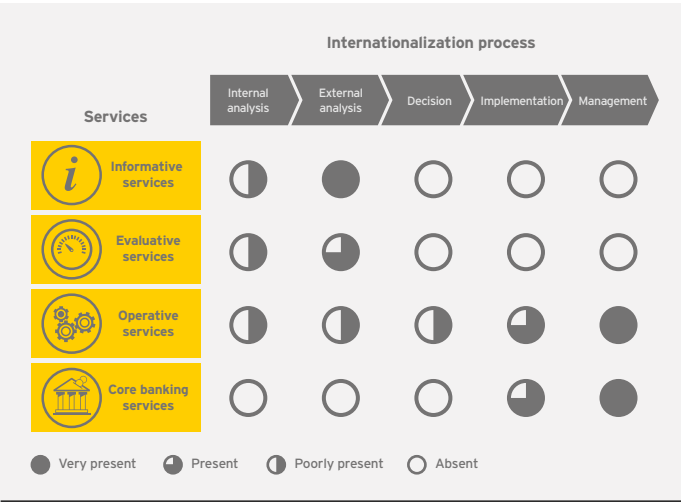 Internationalization process
Services
Internal
analysis
External
analysis
Decision
Implementation
Management
i
Informative
services
Evaluative
services
Operative
services
Core banking
services
Very present
Present
Poorly present
Absent